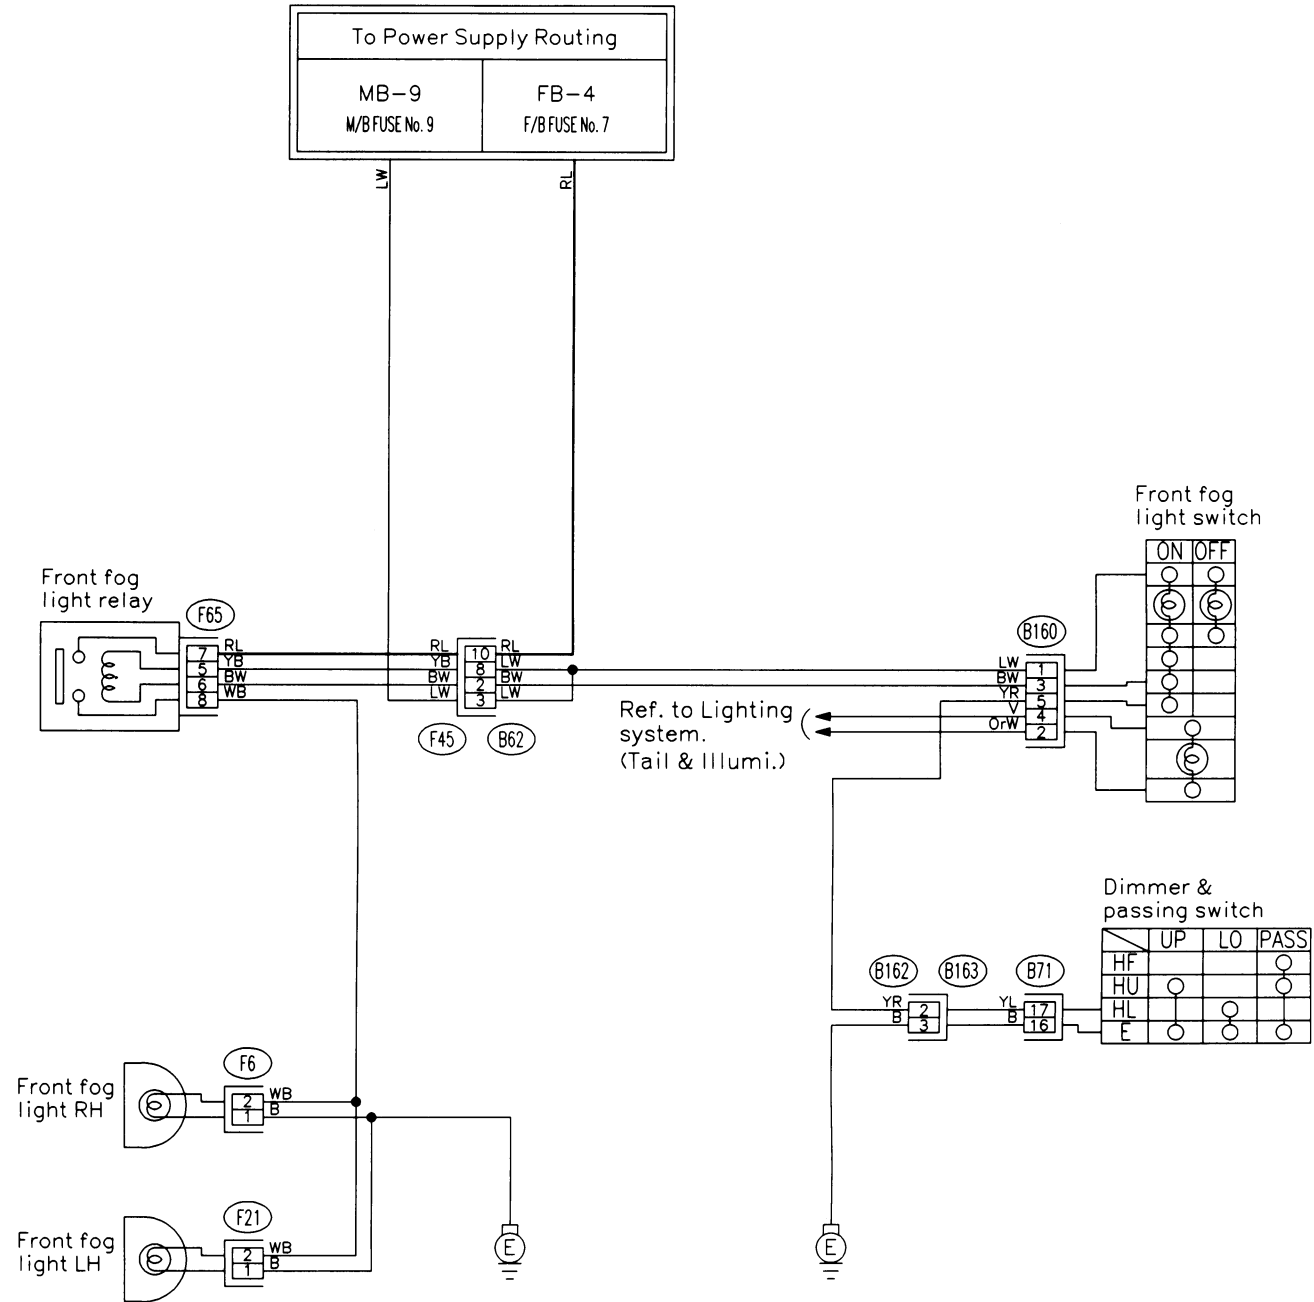 To Power Supply Routing
MB-9
M/B FUSE No. 9
FB-4
F/B FUSE No. 7
LW
RL
Front fog
light switch
ON OFF
Front fog
light relay
F65
7 RL
5 YB
6 BW
8 WB
RL 10 RL
YB 8 LW
BW 2 BW
LW 3 LW
F45 B62
B160
LW 1
BW 3
YR 5
V 4
OrW 2
Ref. to Lighting
system.
(Tail & Illumi.)
Dimmer &
passing switch
UP LO PASS
HF
HU
HL
E
B162 B163 B71
YR 2 YL 17
B 3 B 16
Front fog
light RH
F6
2 WB
1 B
Front fog
light LH
F21
2 WB
1 B
E
E